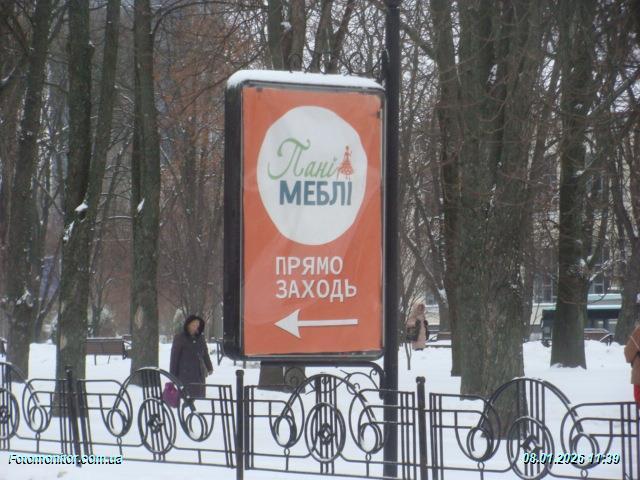 Пані
МЕБЛІ
ПРЯМО
ЗАХОДЬ
Fotomonitor.com.ua
08.01.2026 11:39